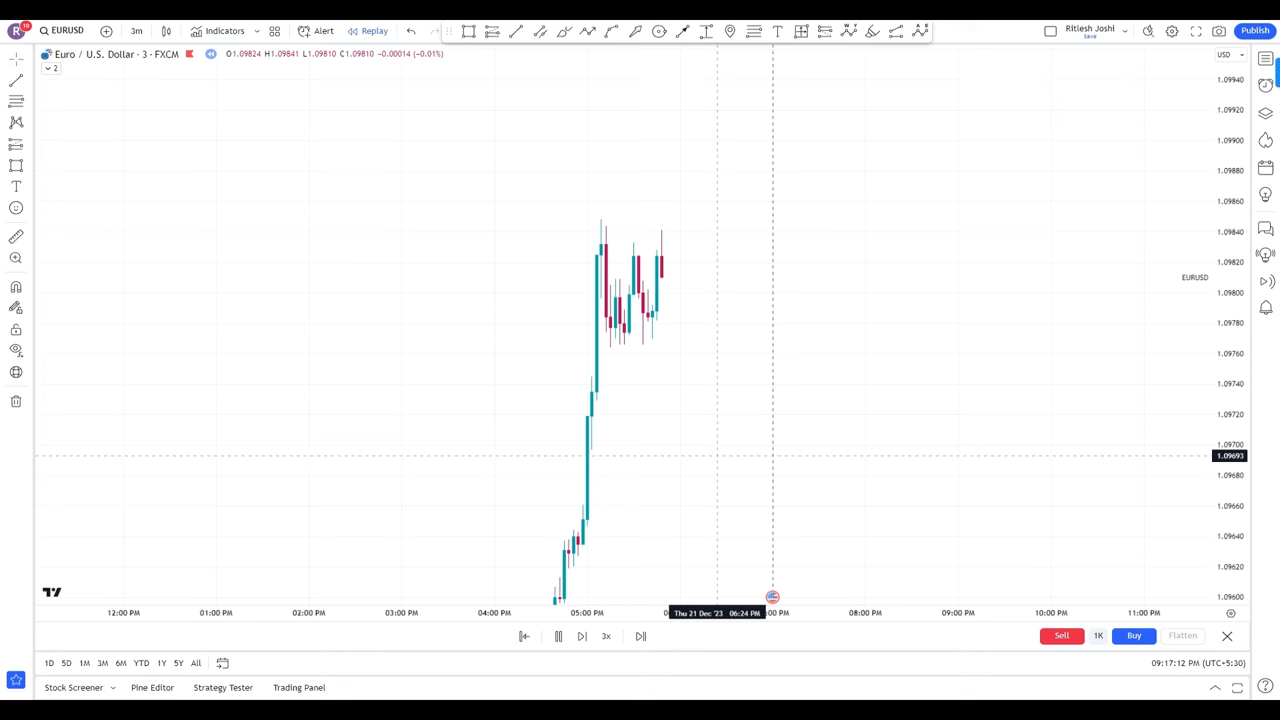 R 10 EURUSD 3m Indicators Alert Replay Ritesh Joshi Save Publish
Euro / U.S. Dollar · 3 · FXCM O1.09824 H1.09841 L1.09810 C1.09810 −0.00014 (−0.01%) USD
2
1.09940
1.09920
1.09900
1.09880
1.09860
1.09840
1.09820
EURUSD
1.09800
1.09780
1.09760
1.09740
1.09720
1.09700
1.09693
1.09680
1.09660
1.09640
1.09620
1.09600
12:00 PM 01:00 PM 02:00 PM 03:00 PM 04:00 PM 05:00 PM Thu 21 Dec '23 06:24 PM :00 PM 08:00 PM 09:00 PM 10:00 PM 11:00 PM
3x Sell 1K Buy Flatten
1D 5D 1M 3M 6M YTD 1Y 5Y All 09:17:12 PM (UTC+5:30)
Stock Screener Pine Editor Strategy Tester Trading Panel